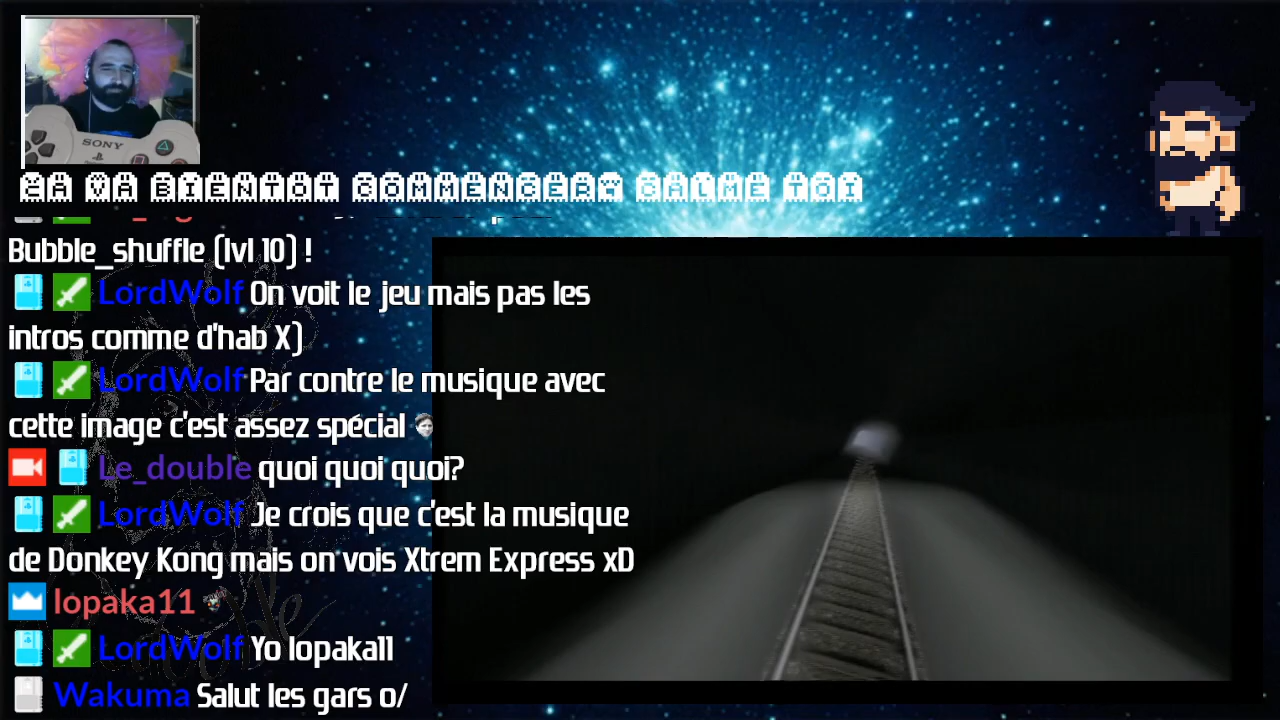 SONY
CA VA BIENTOT COMMENCER, CALME TOI
Bubble_shuffle (lvl 10) !
LordWolf On voit le jeu mais pas les
intros comme d'hab X)
LordWolf Par contre le musique avec
cette image c'est assez spécial
Le_double quoi quoi quoi?
LordWolf Je crois que c'est la musique
de Donkey Kong mais on vois Xtrem Express xD
lopaka11
LordWolf Yo lopaka11
Wakuma Salut les gars o/